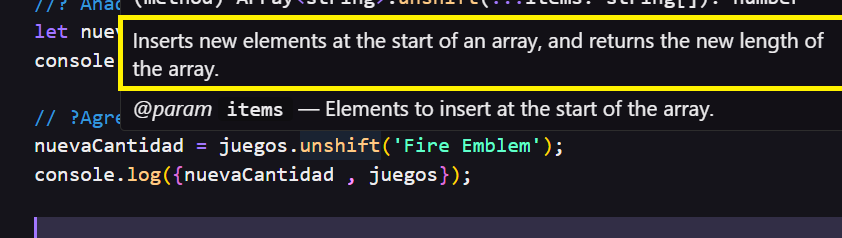 //? Añad
(method) Array<string>.unshift(...items: string[]): number
let nuev
Inserts new elements at the start of an array, and returns the new length of
console
the array.
@param items — Elements to insert at the start of the array.
// ?Agre
nuevaCantidad = juegos.unshift('Fire Emblem');
console.log({nuevaCantidad , juegos});